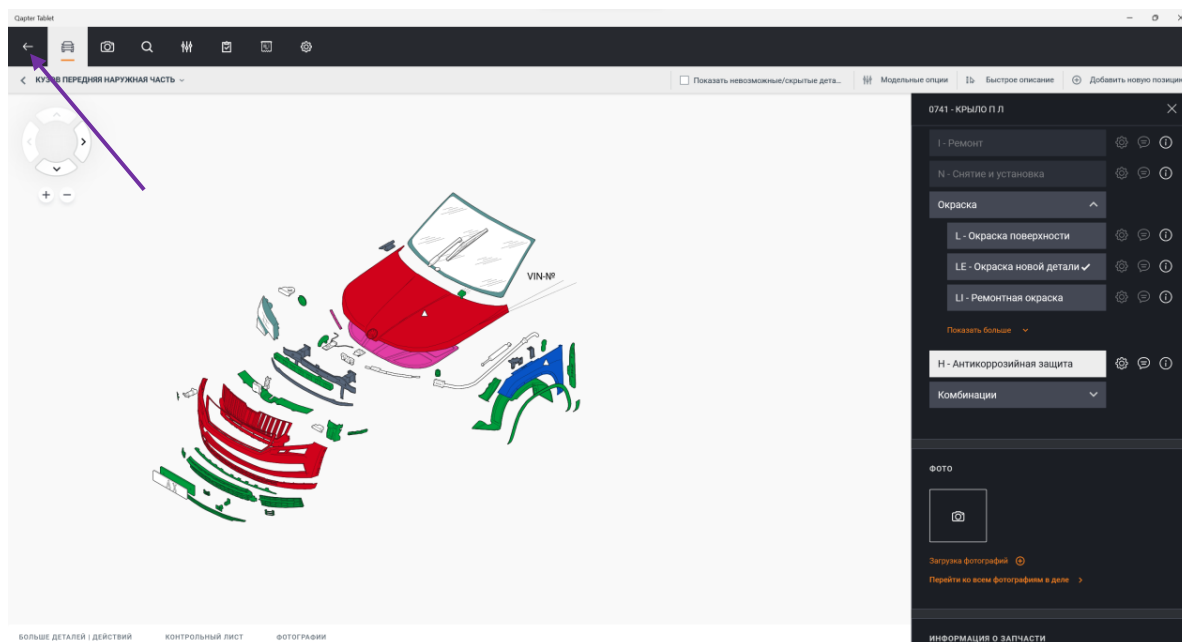 Qapter Tablet
КУЗОВ ПЕРЕДНЯЯ НАРУЖНАЯ ЧАСТЬ
Показать невозможные/скрытые дета...
Модельные опции
Быстрое описание
Добавить новую позицию
0741 - КРЫЛО П Л
I - Ремонт
N - Снятие и установка
Окраска
L - Окраска поверхности
LE - Окраска новой детали
LI - Ремонтная окраска
Показать больше
H - Антикоррозийная защита
Комбинации
VIN-№
AX
ФОТО
Загрузка фотографий
Перейти ко всем фотографиям в деле
ИНФОРМАЦИЯ О ЗАПЧАСТИ
БОЛЬШЕ ДЕТАЛЕЙ | ДЕЙСТВИЙ
КОНТРОЛЬНЫЙ ЛИСТ
ФОТОГРАФИИ